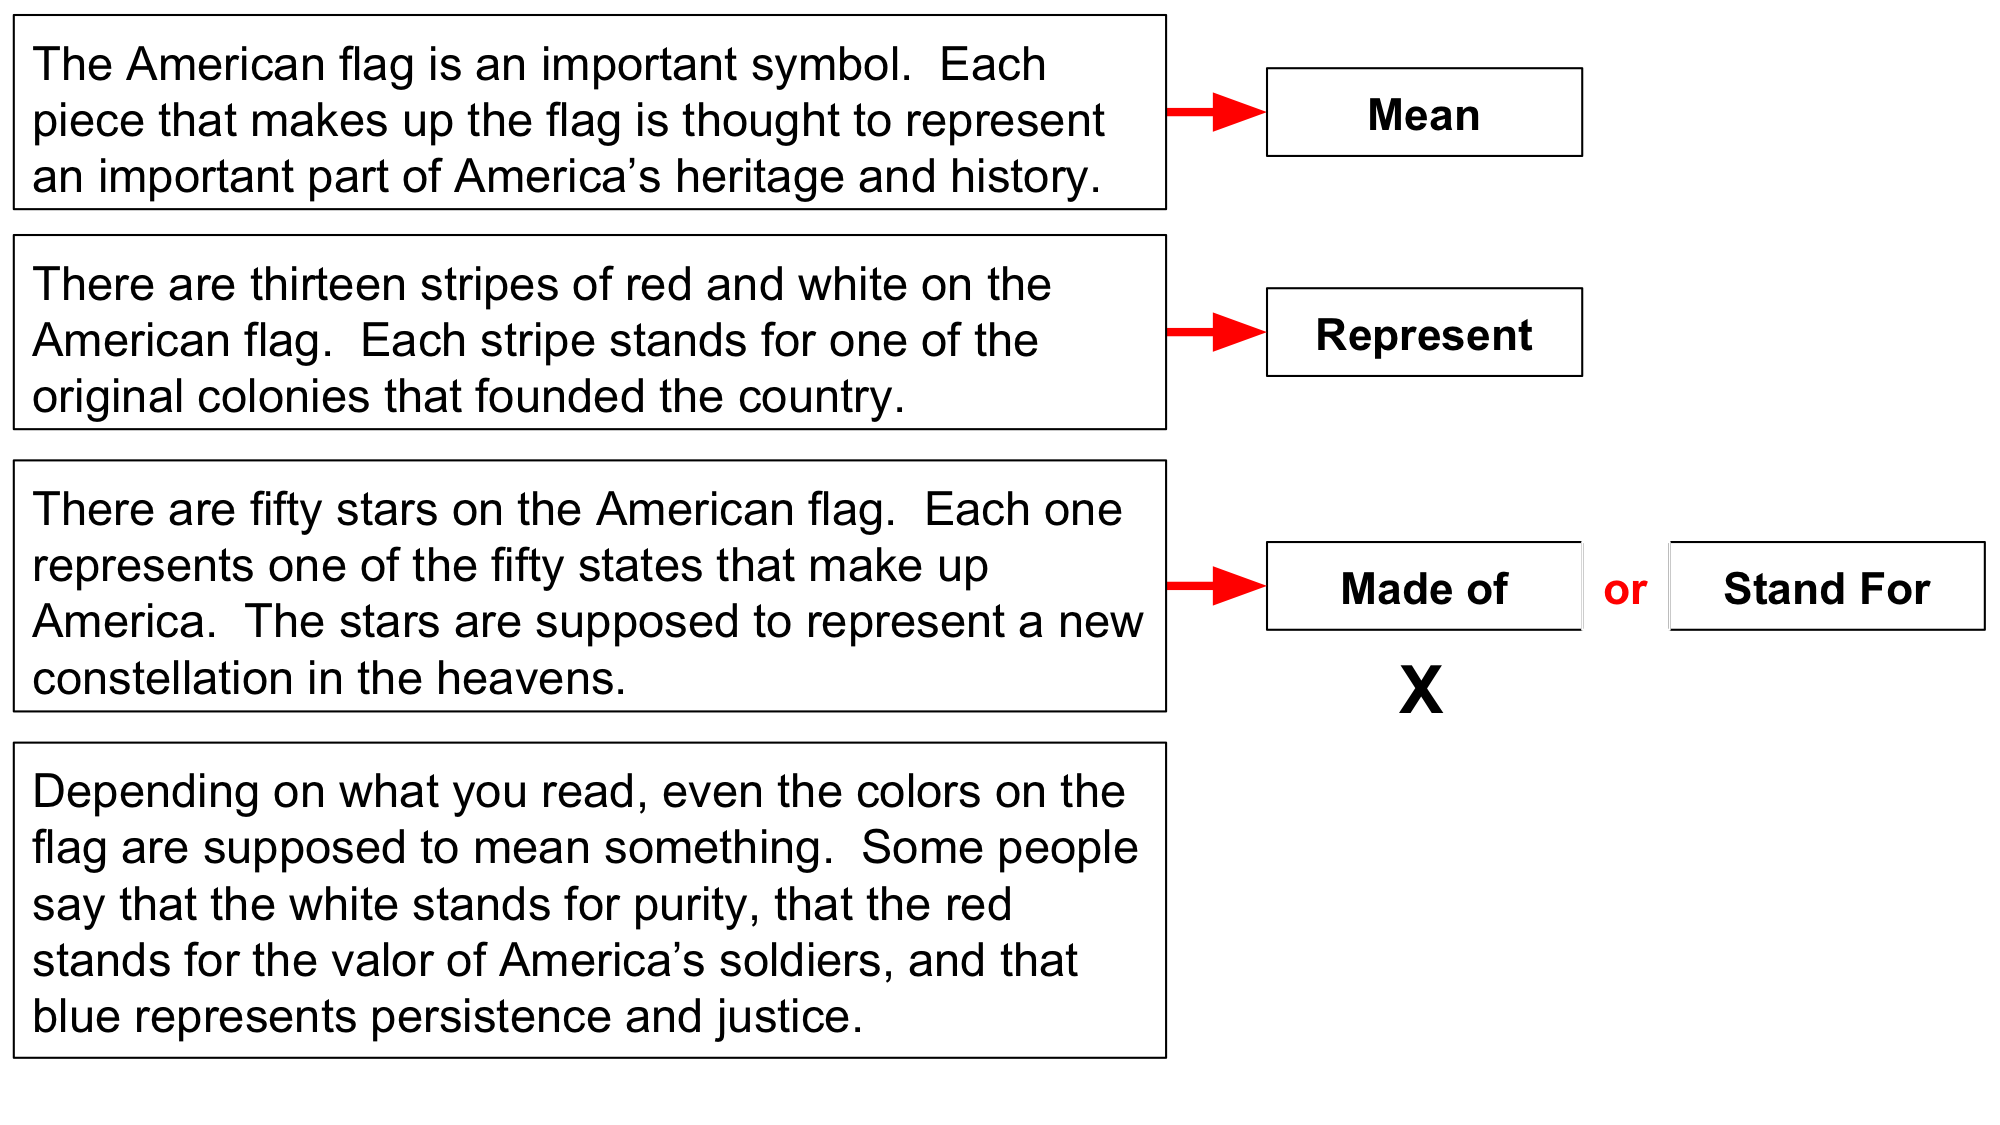 The American flag is an important symbol.  Each
piece that makes up the flag is thought to represent
an important part of America’s heritage and history.
Mean
There are thirteen stripes of red and white on the
American flag.  Each stripe stands for one of the
original colonies that founded the country.
Represent
There are fifty stars on the American flag.  Each one
represents one of the fifty states that make up
America.  The stars are supposed to represent a new
constellation in the heavens.
Made of or Stand For
X
Depending on what you read, even the colors on the
flag are supposed to mean something.  Some people
say that the white stands for purity, that the red
stands for the valor of America’s soldiers, and that
blue represents persistence and justice.